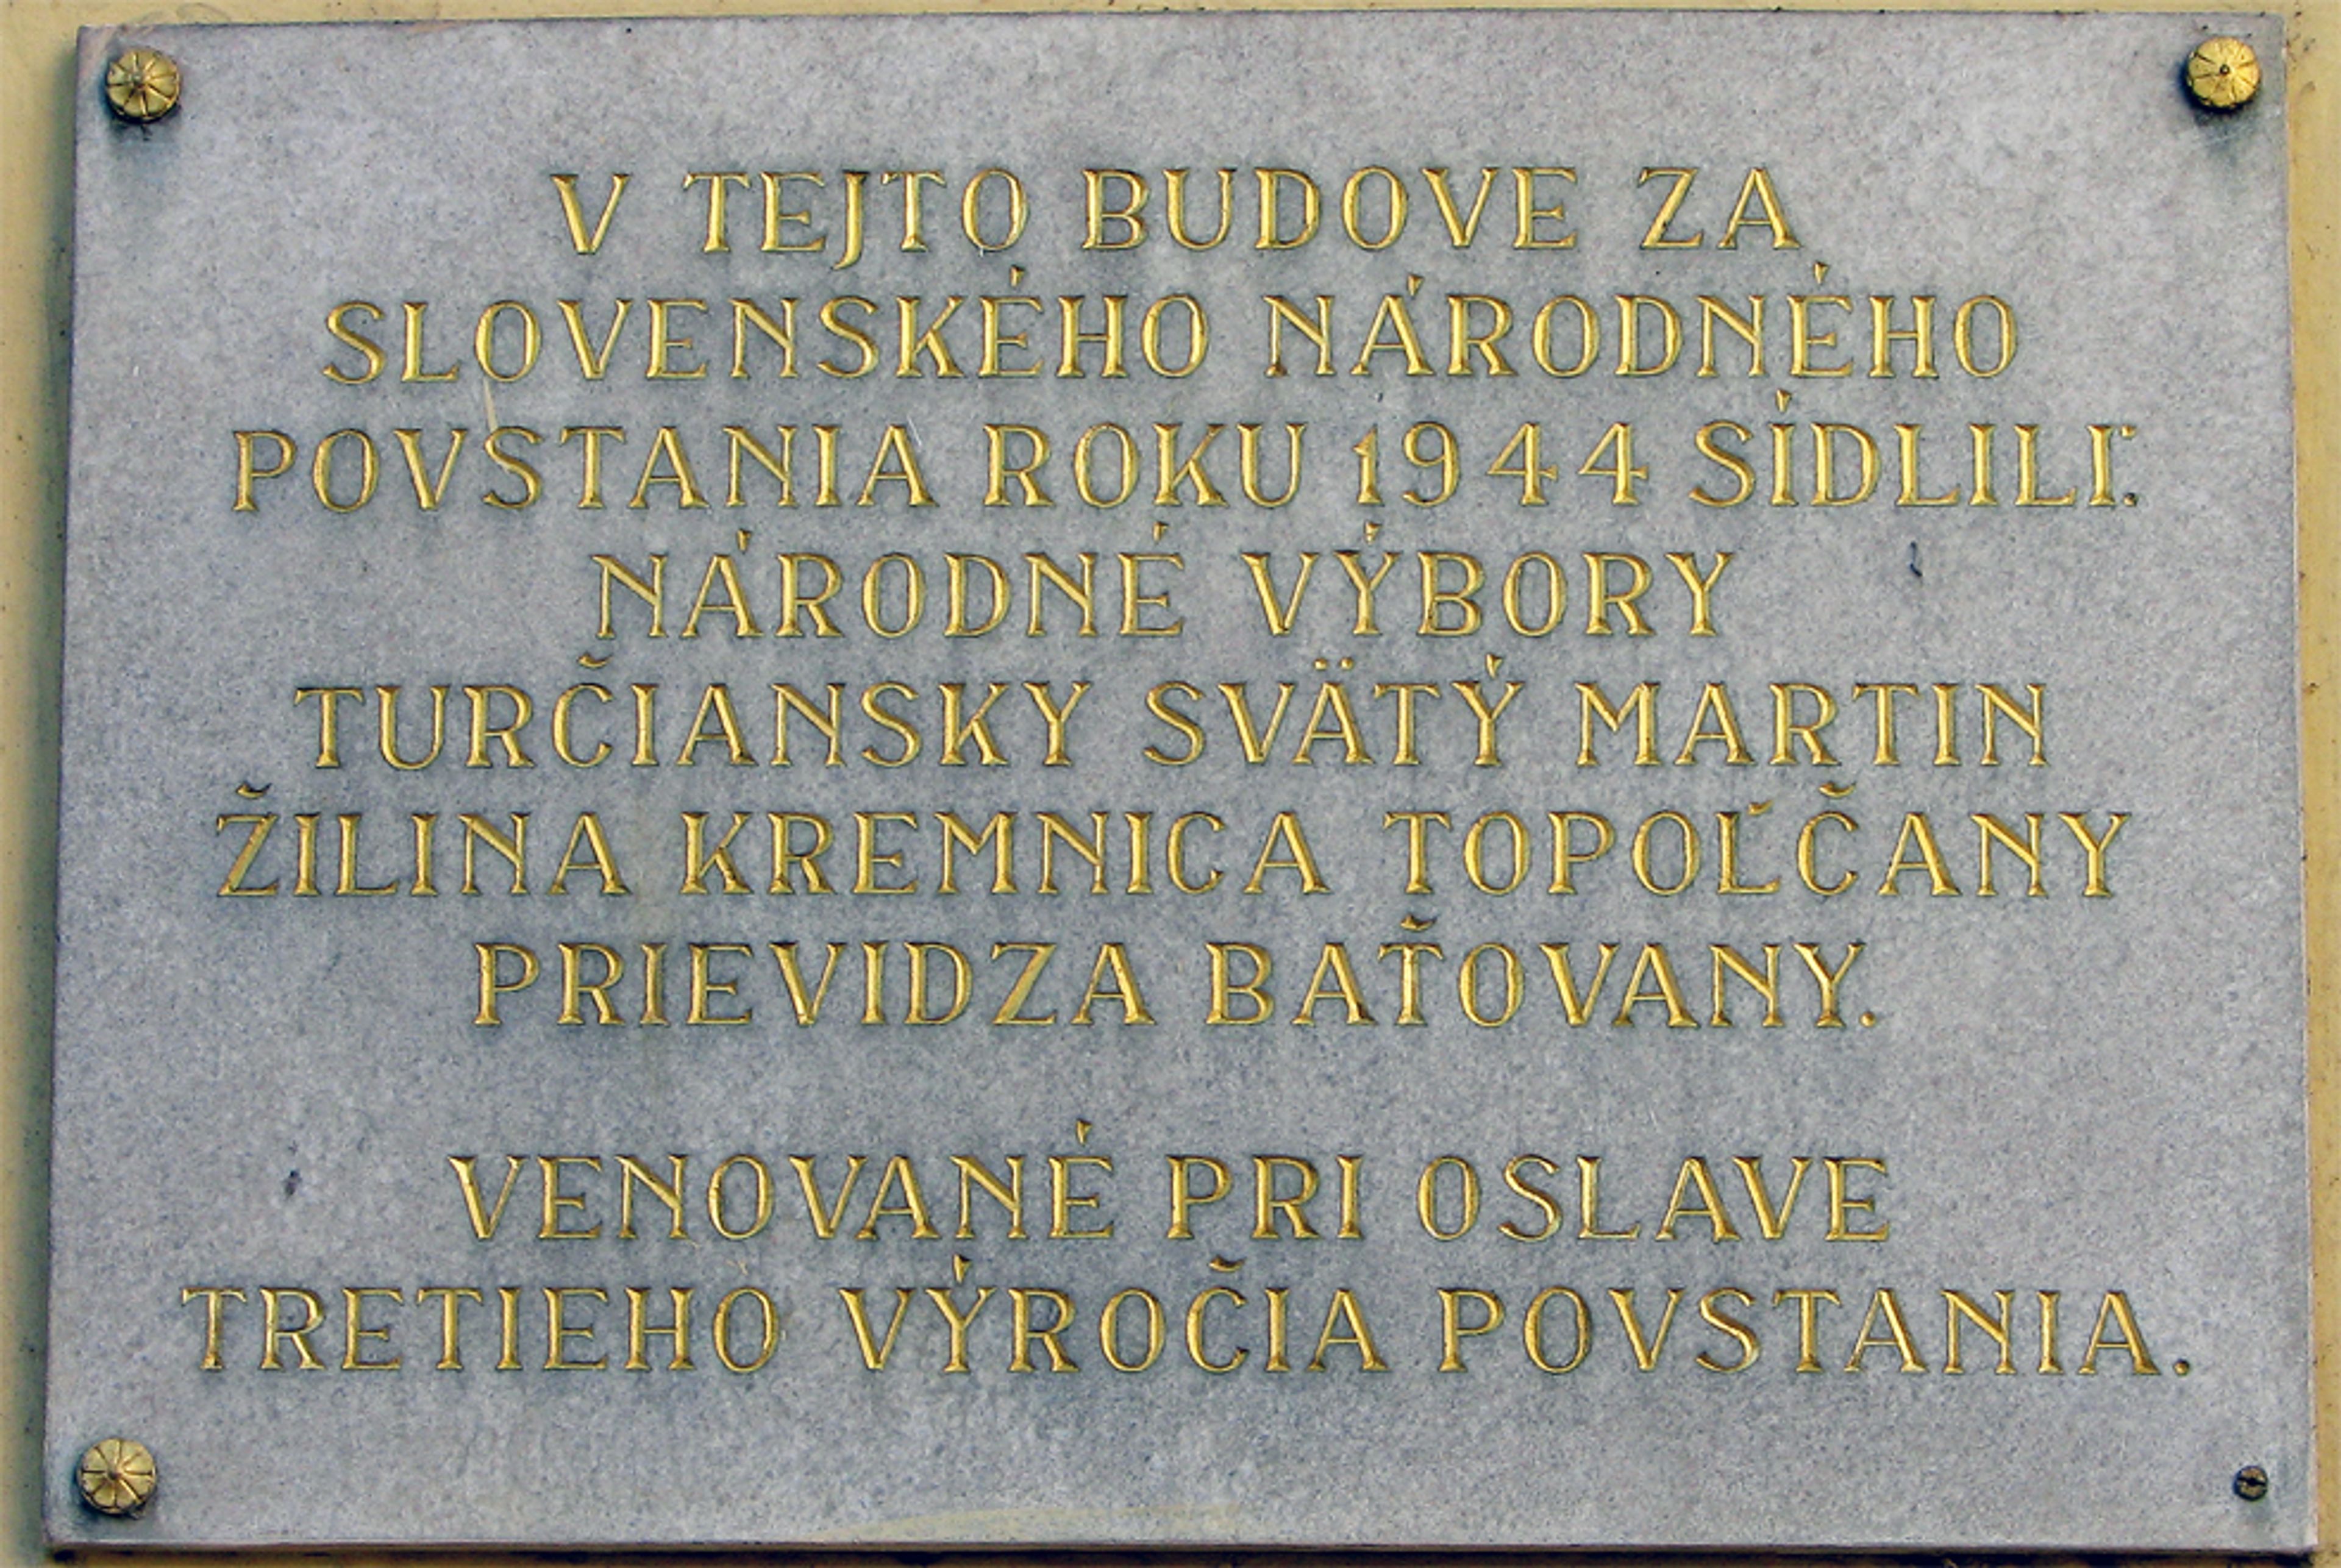 V TEJTO BUDOVE ZA
SLOVENSKÉHO NÁRODNÉHO
POVSTANIA ROKU 1944 SÍDLILI:
NÁRODNÉ VÝBORY
TURČIANSKY SVÄTÝ MARTIN
ŽILINA KREMNICA TOPOĽČANY
PRIEVIDZA BAŤOVANY.
VENOVANÉ PRI OSLAVE
TRETIEHO VÝROČIA POVSTANIA.